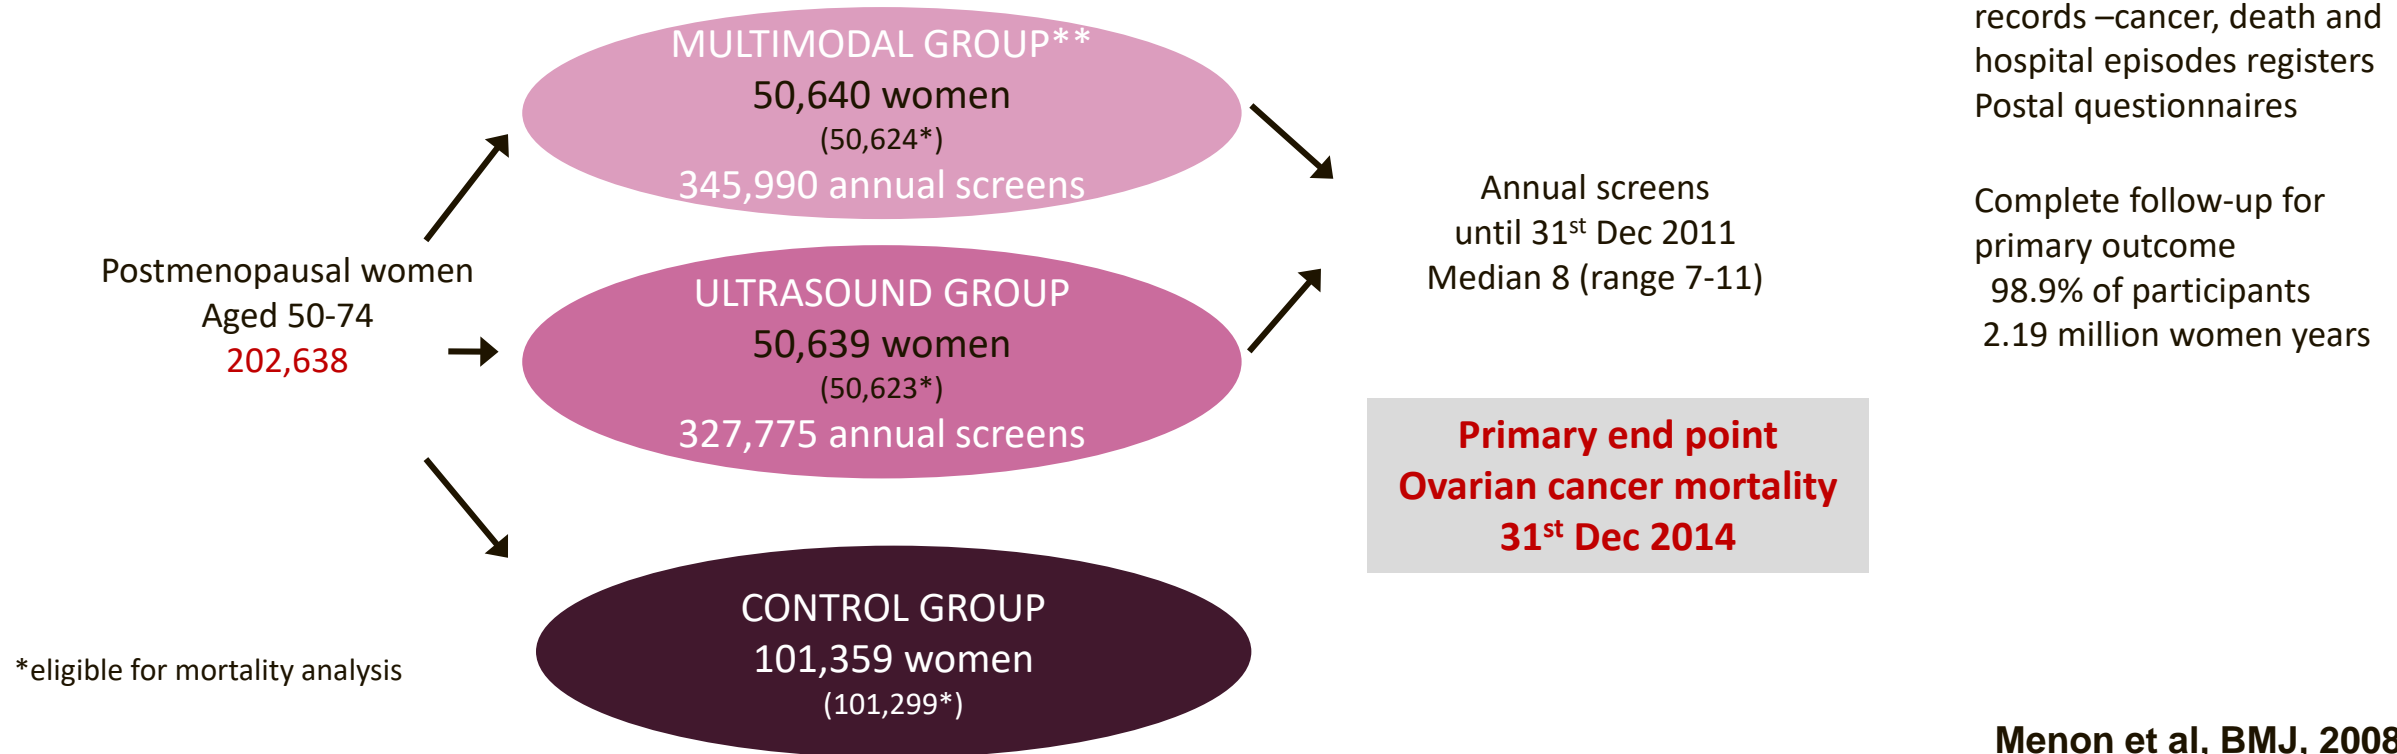 MULTIMODAL GROUP**
50,640 women
(50,624*)
345,990 annual screens
Postmenopausal women
Aged 50-74
202,638
ULTRASOUND GROUP
50,639 women
(50,623*)
327,775 annual screens
CONTROL GROUP
101,359 women
(101,299*)
*eligible for mortality analysis
Annual screens
until 31st Dec 2011
Median 8 (range 7-11)
Primary end point
Ovarian cancer mortality
31st Dec 2014
records –cancer, death and
hospital episodes registers
Postal questionnaires
Complete follow-up for
primary outcome
98.9% of participants
2.19 million women years
Menon et al, BMJ, 2008